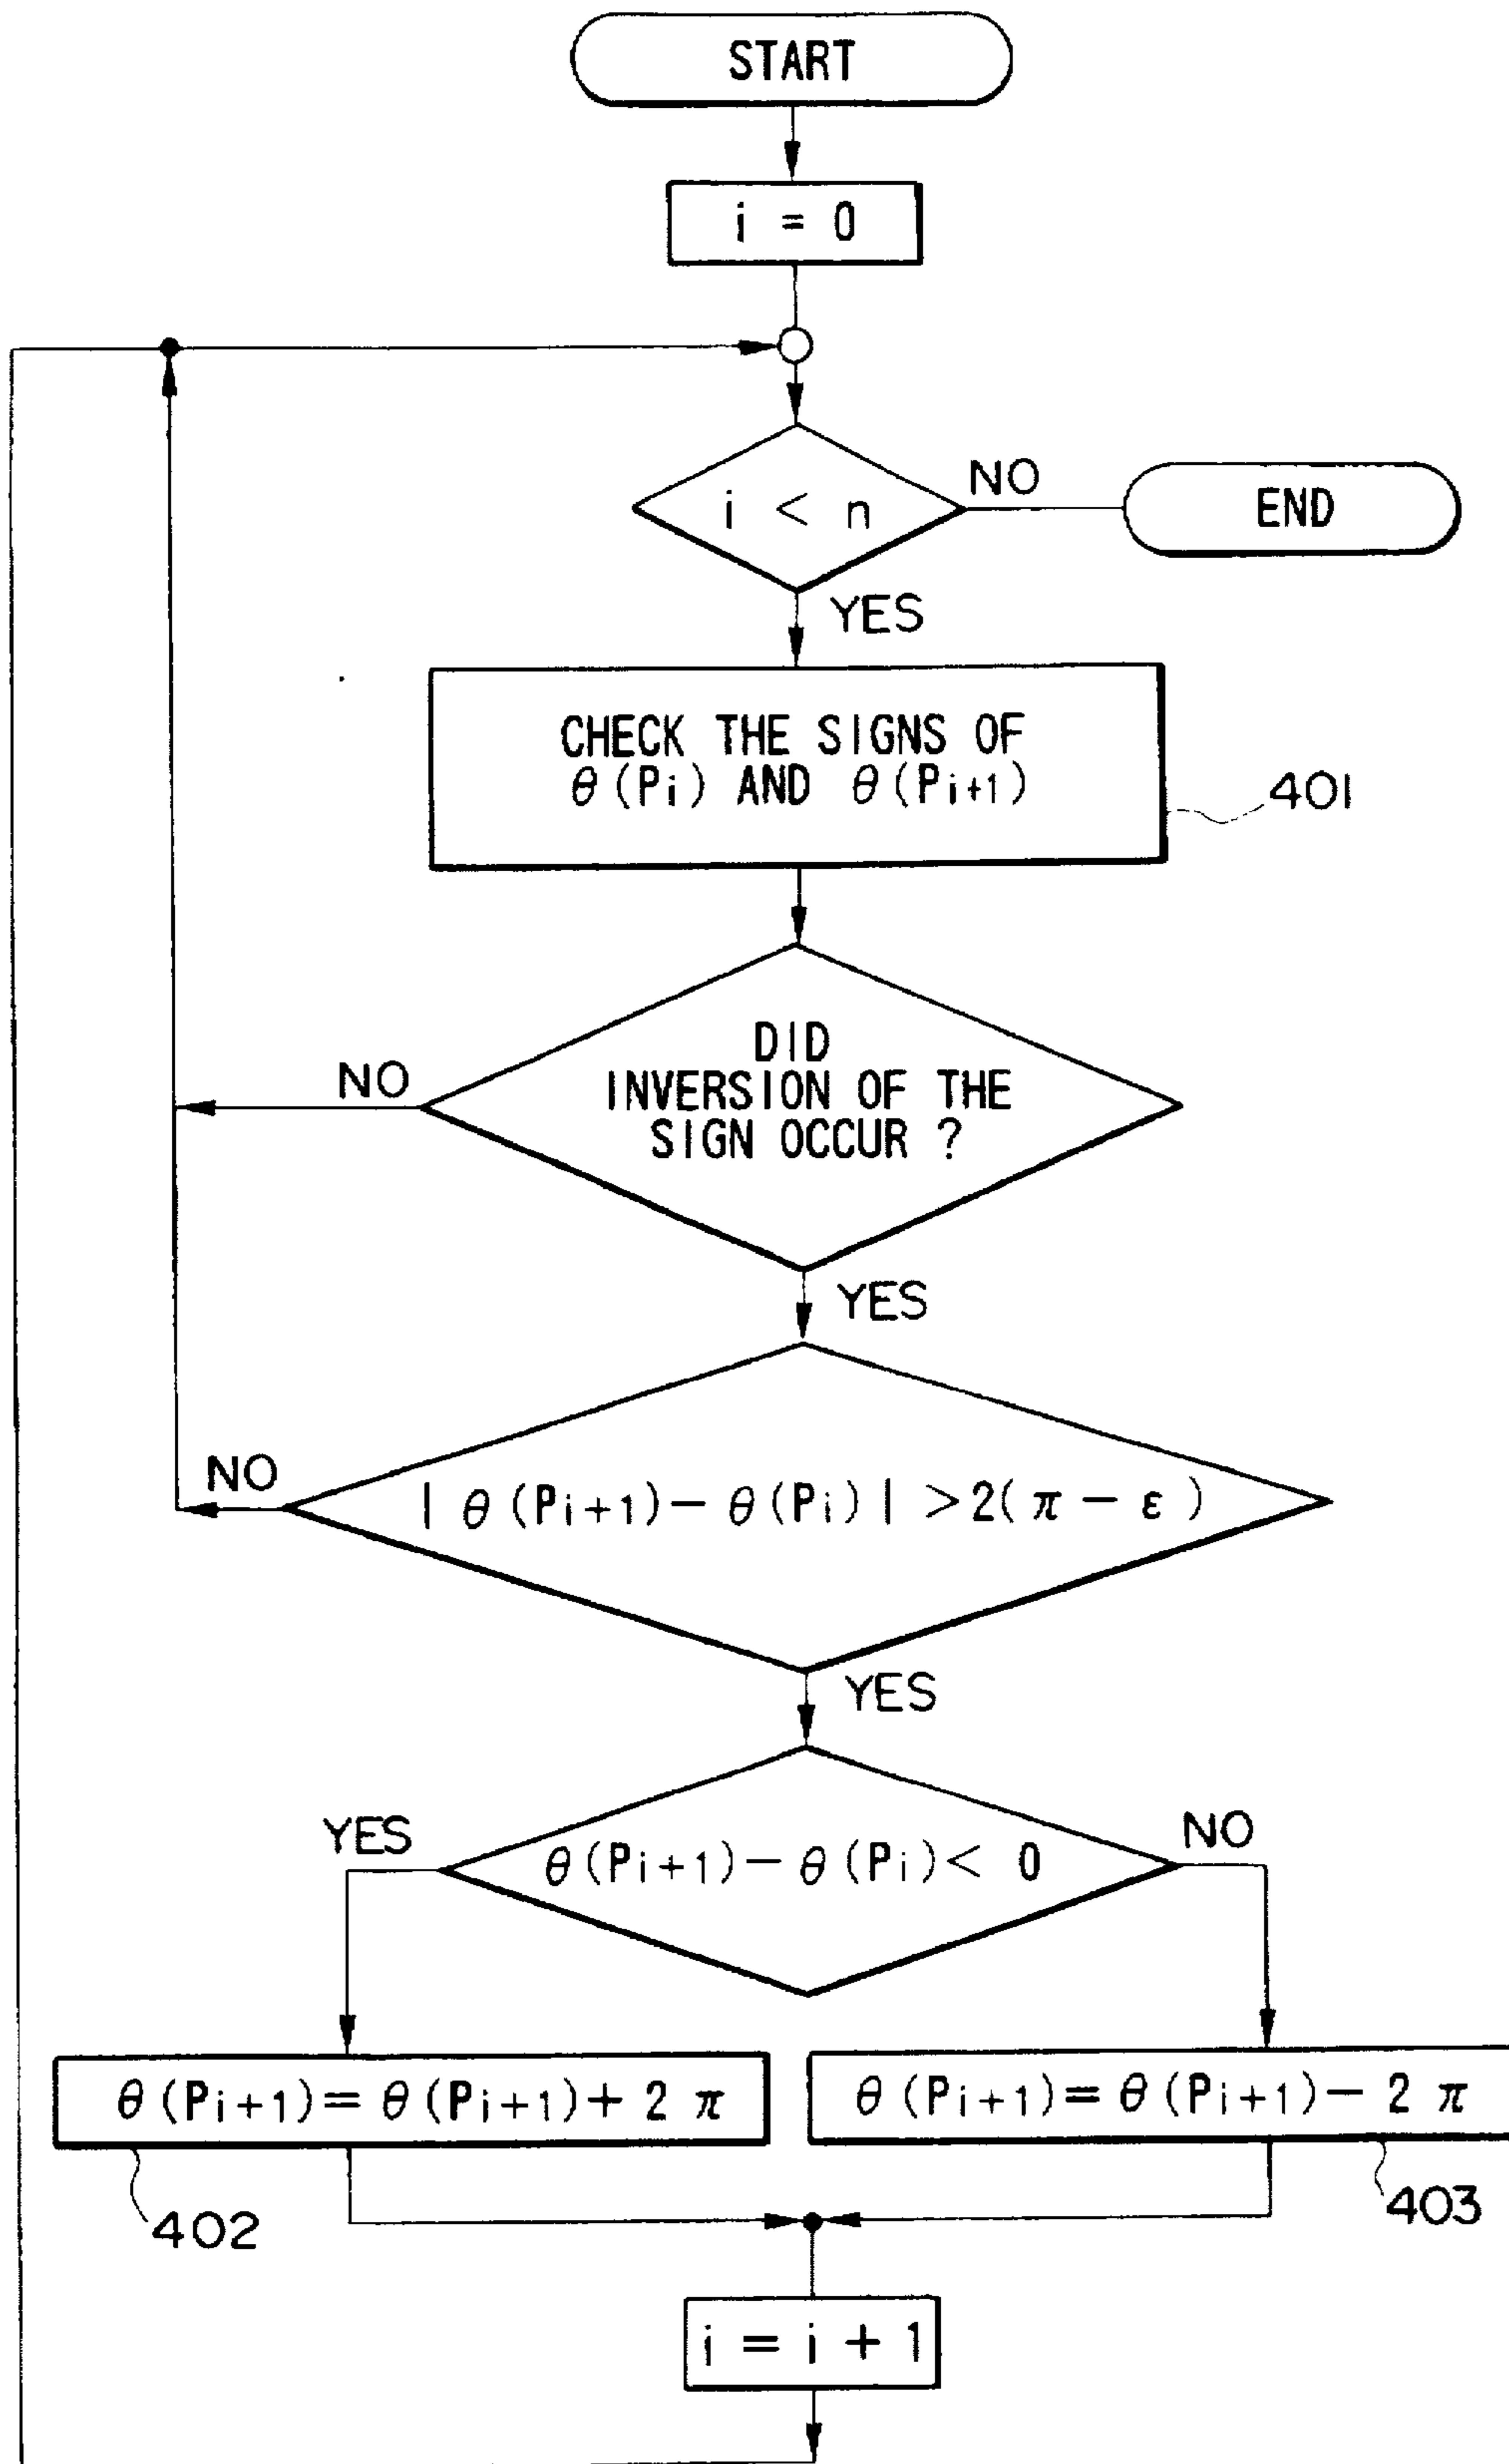 START
i = 0
i < n
NO
END
YES
CHECK THE SIGNS OF
θ(Pi) AND θ(Pi+1)
401
DID
INVERSION OF THE
SIGN OCCUR ?
NO
YES
| θ(Pi+1) − θ(Pi) | > 2(π − ε)
NO
YES
θ(Pi+1) − θ(Pi) < 0
YES
NO
θ(Pi+1) = θ(Pi+1) + 2π
θ(Pi+1) = θ(Pi+1) − 2π
402
403
i = i + 1